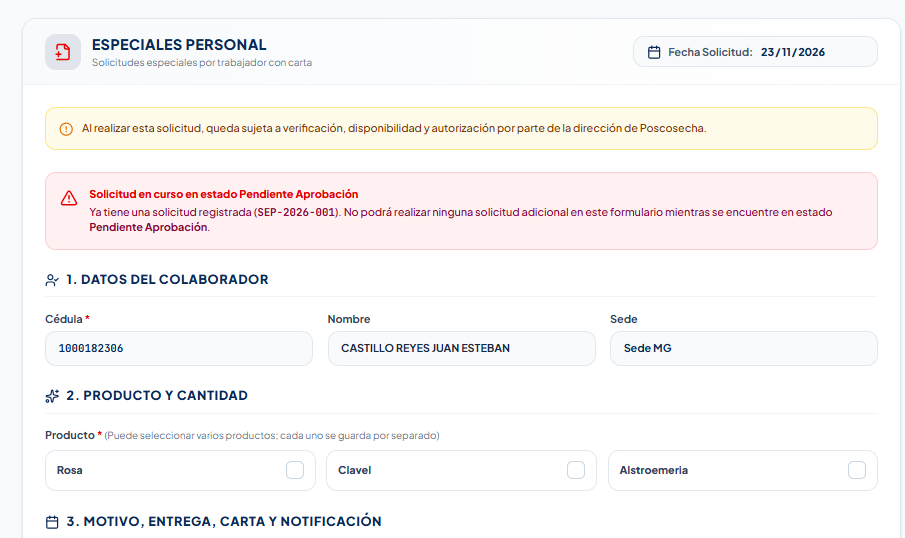 ESPECIALES PERSONAL
Solicitudes especiales por trabajador con carta
Fecha Solicitud: 23/11/2026
Al realizar esta solicitud, queda sujeta a verificación, disponibilidad y autorización por parte de la dirección de Poscosecha.
Solicitud en curso en estado Pendiente Aprobación
Ya tiene una solicitud registrada (SEP-2026-001). No podrá realizar ninguna solicitud adicional en este formulario mientras se encuentre en estado
Pendiente Aprobación.
1. DATOS DEL COLABORADOR
Cédula * Nombre Sede
1000182306 CASTILLO REYES JUAN ESTEBAN Sede MG
2. PRODUCTO Y CANTIDAD
Producto * (Puede seleccionar varios productos; cada uno se guarda por separado)
Rosa Clavel Alstroemeria
3. MOTIVO, ENTREGA, CARTA Y NOTIFICACIÓN